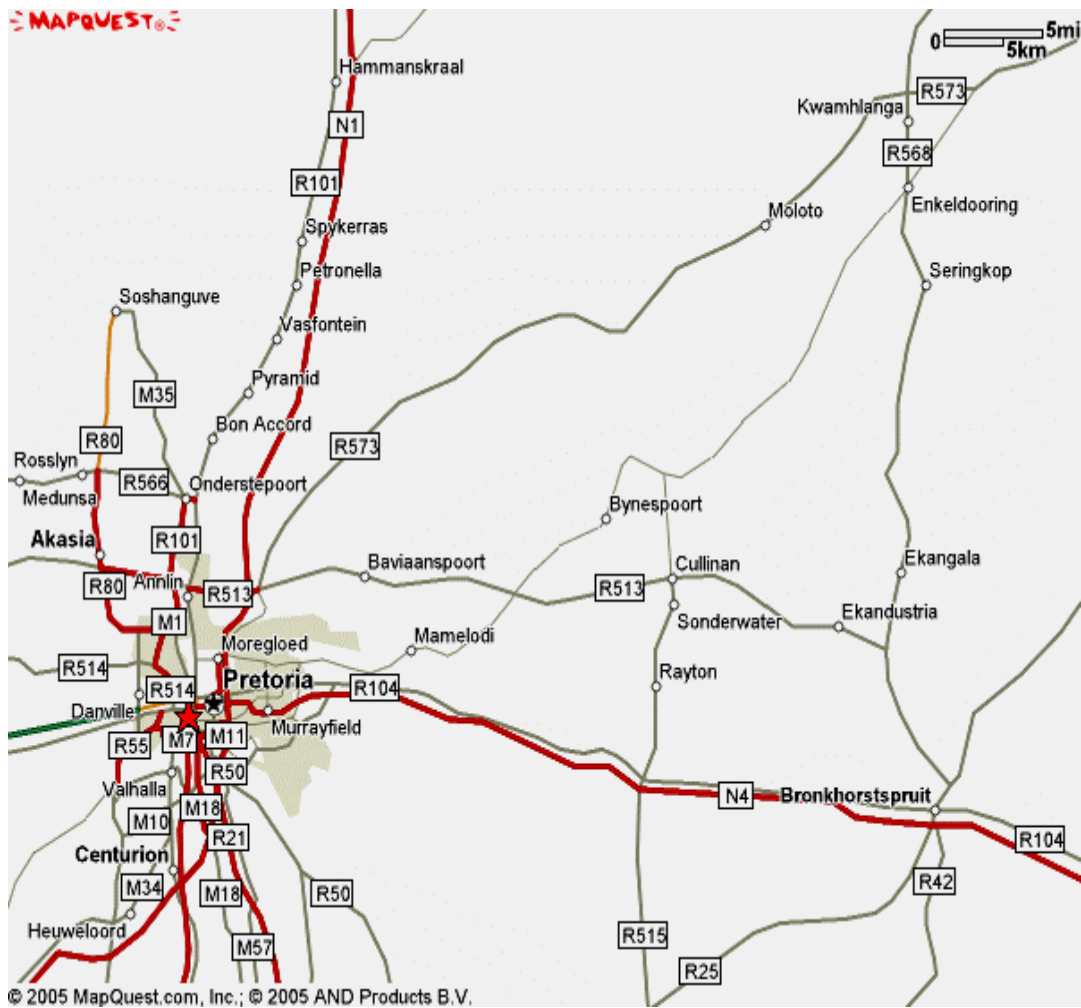 MAPQUEST®
0 5mi
5km
Hammanskraal
R573
Kwamhlanga
N1
R568
R101
Enkeldooring
Moloto
Spykerras
Petronella
Seringkop
Soshanguve
Vasfontein
Pyramid
M35
Bon Accord
R80
R573
Rosslyn
R566
Onderstepoort
Medunsa
Bynespoort
Akasia
R101
Baviaanspoort
Cullinan
Ekangala
R80
Annlin
R513
R513
Ekandustria
M1
Sonderwater
Moregloed
Mamelodi
R514
Rayton
Pretoria
R514
R104
Danville
Murrayfield
M7
M11
R55
R50
Valhalla
N4
Bronkhorstspruit
M18
M10
R21
R104
Centurion
M34
M18
R50
R42
Heuweloord
R515
M57
R25
© 2005 MapQuest.com, Inc.; © 2005 AND Products B.V.